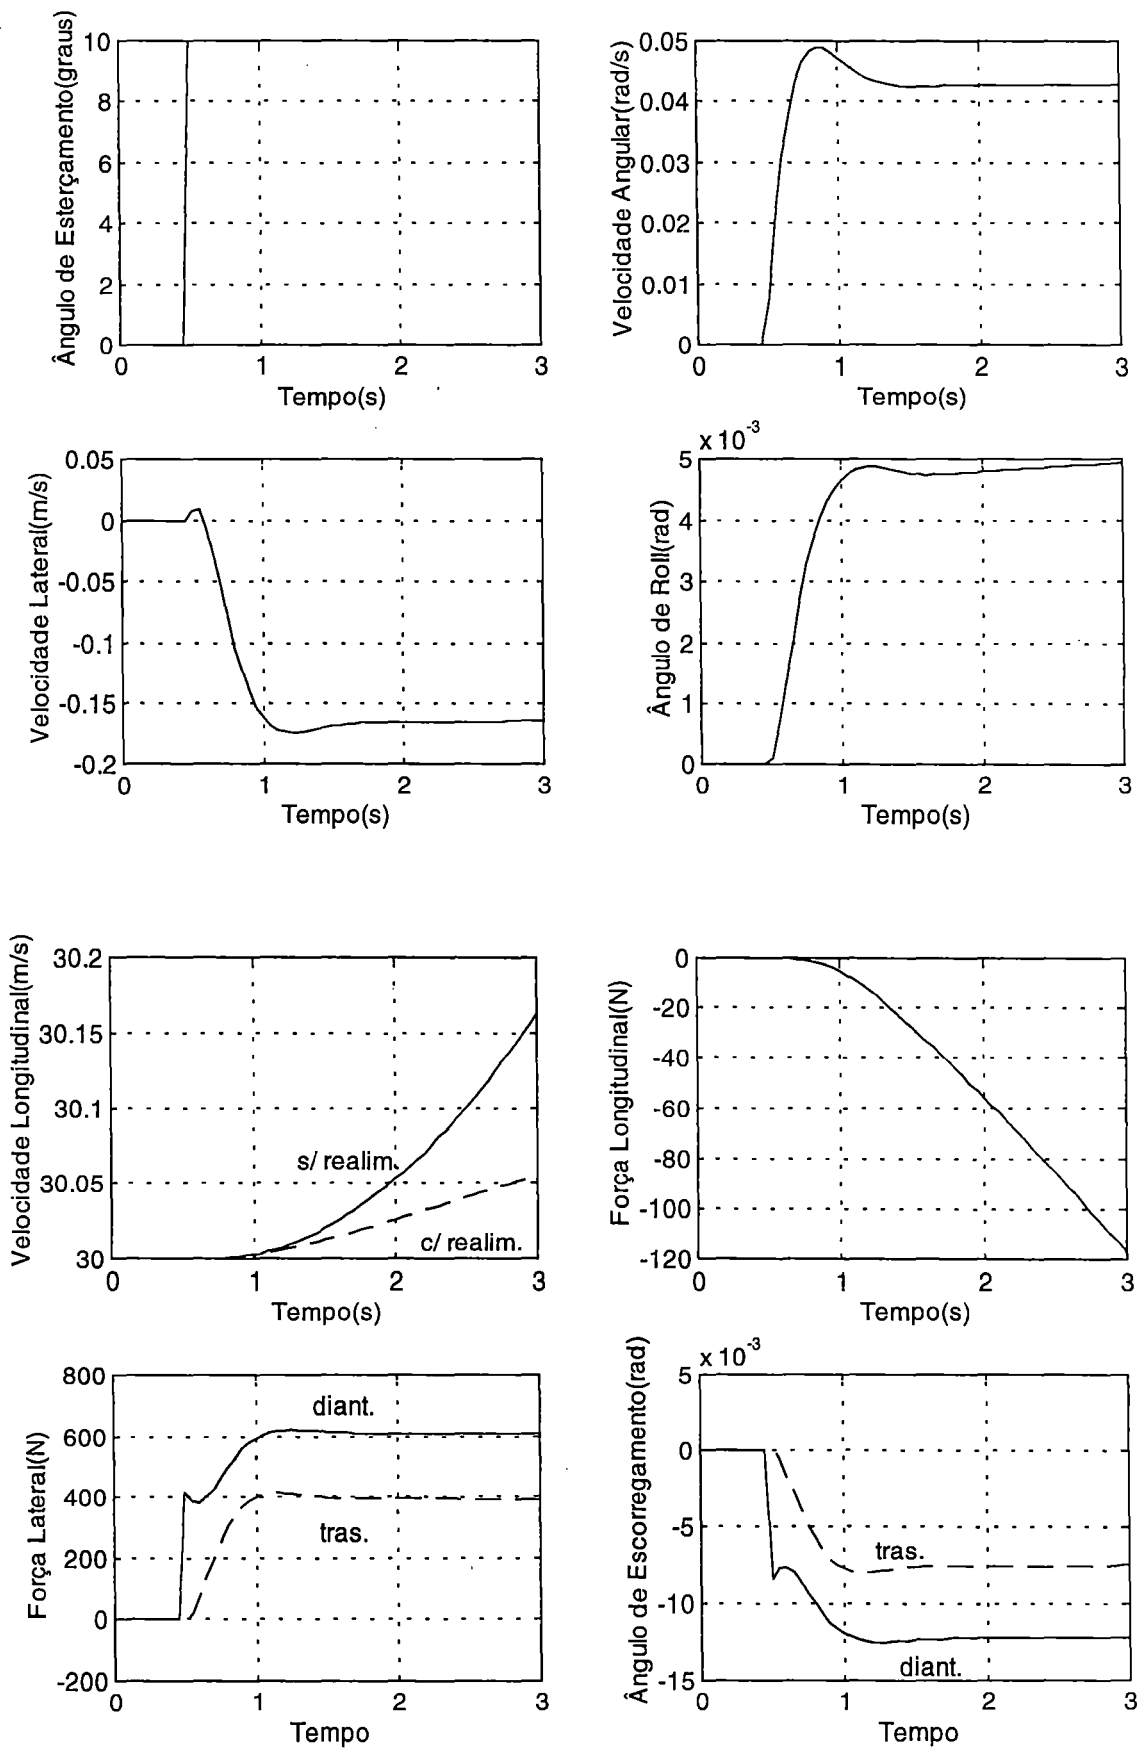 Ângulo de Esterçamento(graus)
10
8
6
4
2
0
0 1 2 3
Tempo(s)
Velocidade Angular(rad/s)
0.05
0.04
0.03
0.02
0.01
0
0 1 2 3
Tempo(s)
Velocidade Lateral(m/s)
0.05
0
-0.05
-0.1
-0.15
-0.2
0 1 2 3
Tempo(s)
x 10^-3
Ângulo de Roll(rad)
5
4
3
2
1
0
0 1 2 3
Tempo(s)
Velocidade Longitudinal(m/s)
30.2
30.15
30.1
30.05
30
s/ realim.
c/ realim.
0 1 2 3
Tempo(s)
Força Longitudinal(N)
0
-20
-40
-60
-80
-100
-120
0 1 2 3
Tempo(s)
Força Lateral(N)
800
600
400
200
0
-200
diant.
tras.
0 1 2 3
Tempo
x 10^-3
Ângulo de Escorregamento(rad)
5
0
-5
-10
-15
tras.
diant.
0 1 2 3
Tempo